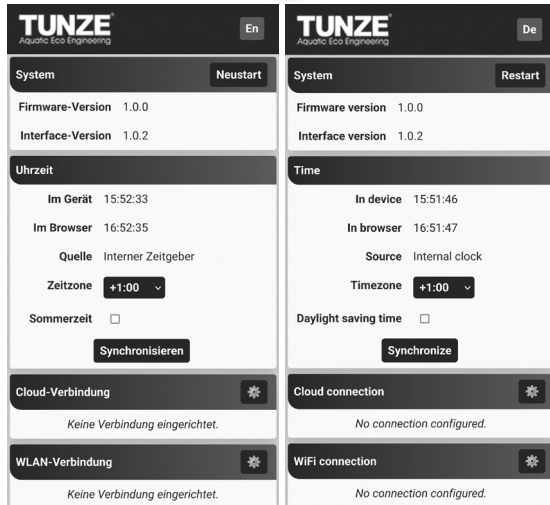 TUNZE
Aquatic Eco Engineering
En
System
Neustart
Firmware-Version 1.0.0
Interface-Version 1.0.2
Uhrzeit
Im Gerät 15:52:33
Im Browser 16:52:35
Quelle Interner Zeitgeber
Zeitzone +1:00
Sommerzeit
Synchronisieren
Cloud-Verbindung
Keine Verbindung eingerichtet.
WLAN-Verbindung
Keine Verbindung eingerichtet.
TUNZE
Aquatic Eco Engineering
De
System
Restart
Firmware version 1.0.0
Interface version 1.0.2
Time
In device 15:51:46
In browser 16:51:47
Source Internal clock
Timezone +1:00
Daylight saving time
Synchronize
Cloud connection
No connection configured.
WiFi connection
No connection configured.